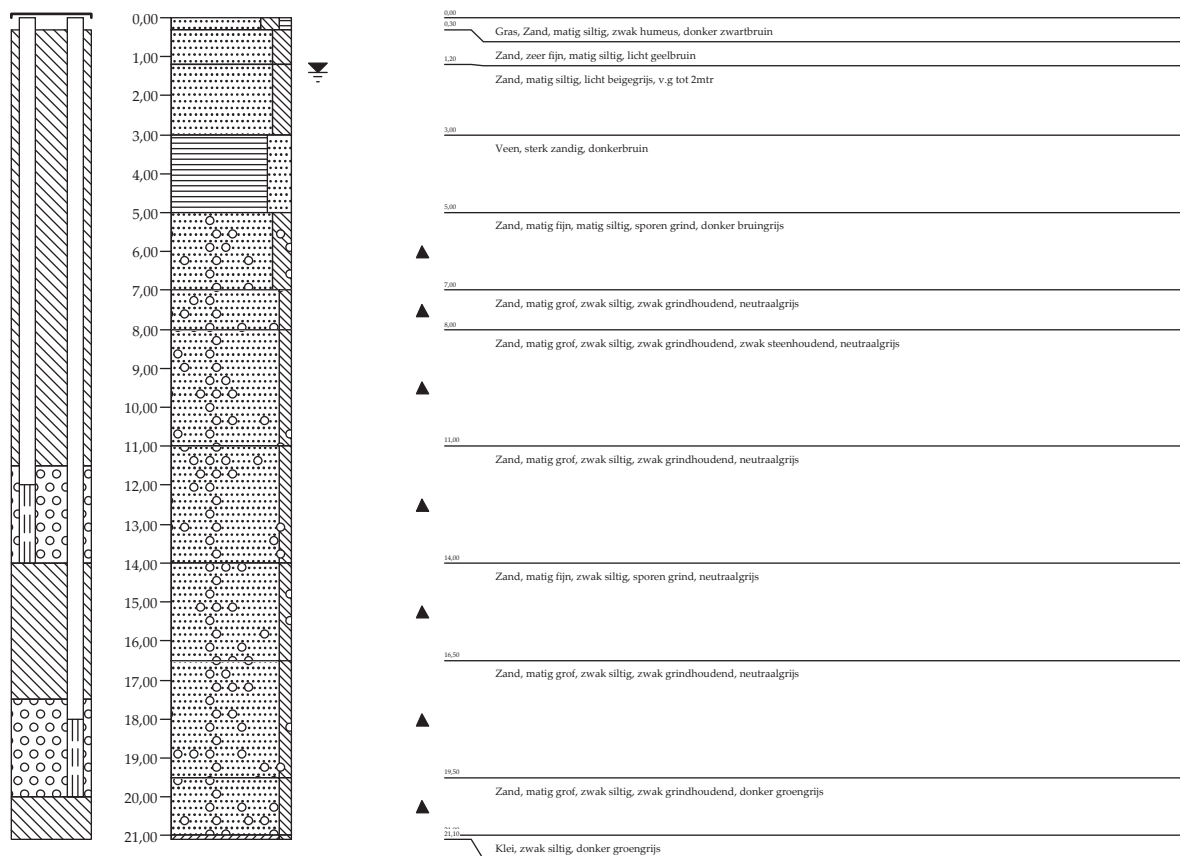 0,00
1,00
2,00
3,00
4,00
5,00
6,00
7,00
8,00
9,00
10,00
11,00
12,00
13,00
14,00
15,00
16,00
17,00
18,00
19,00
20,00
21,00
0,00
0,30
Gras, Zand, matig siltig, zwak humeus, donker zwartbruin
Zand, zeer fijn, matig siltig, licht geelbruin
1,20
Zand, matig siltig, licht beigegrijs, v.g tot 2mtr
3,00
Veen, sterk zandig, donkerbruin
5,00
Zand, matig fijn, matig siltig, sporen grind, donker bruingrijs
7,00
Zand, matig grof, zwak siltig, zwak grindhoudend, neutraalgrijs
8,00
Zand, matig grof, zwak siltig, zwak grindhoudend, zwak steenhoudend, neutraalgrijs
11,00
Zand, matig grof, zwak siltig, zwak grindhoudend, neutraalgrijs
14,00
Zand, matig fijn, zwak siltig, sporen grind, neutraalgrijs
16,50
Zand, matig grof, zwak siltig, zwak grindhoudend, neutraalgrijs
19,50
Zand, matig grof, zwak siltig, zwak grindhoudend, donker groengrijs
21,00
21,10
Klei, zwak siltig, donker groengrijs